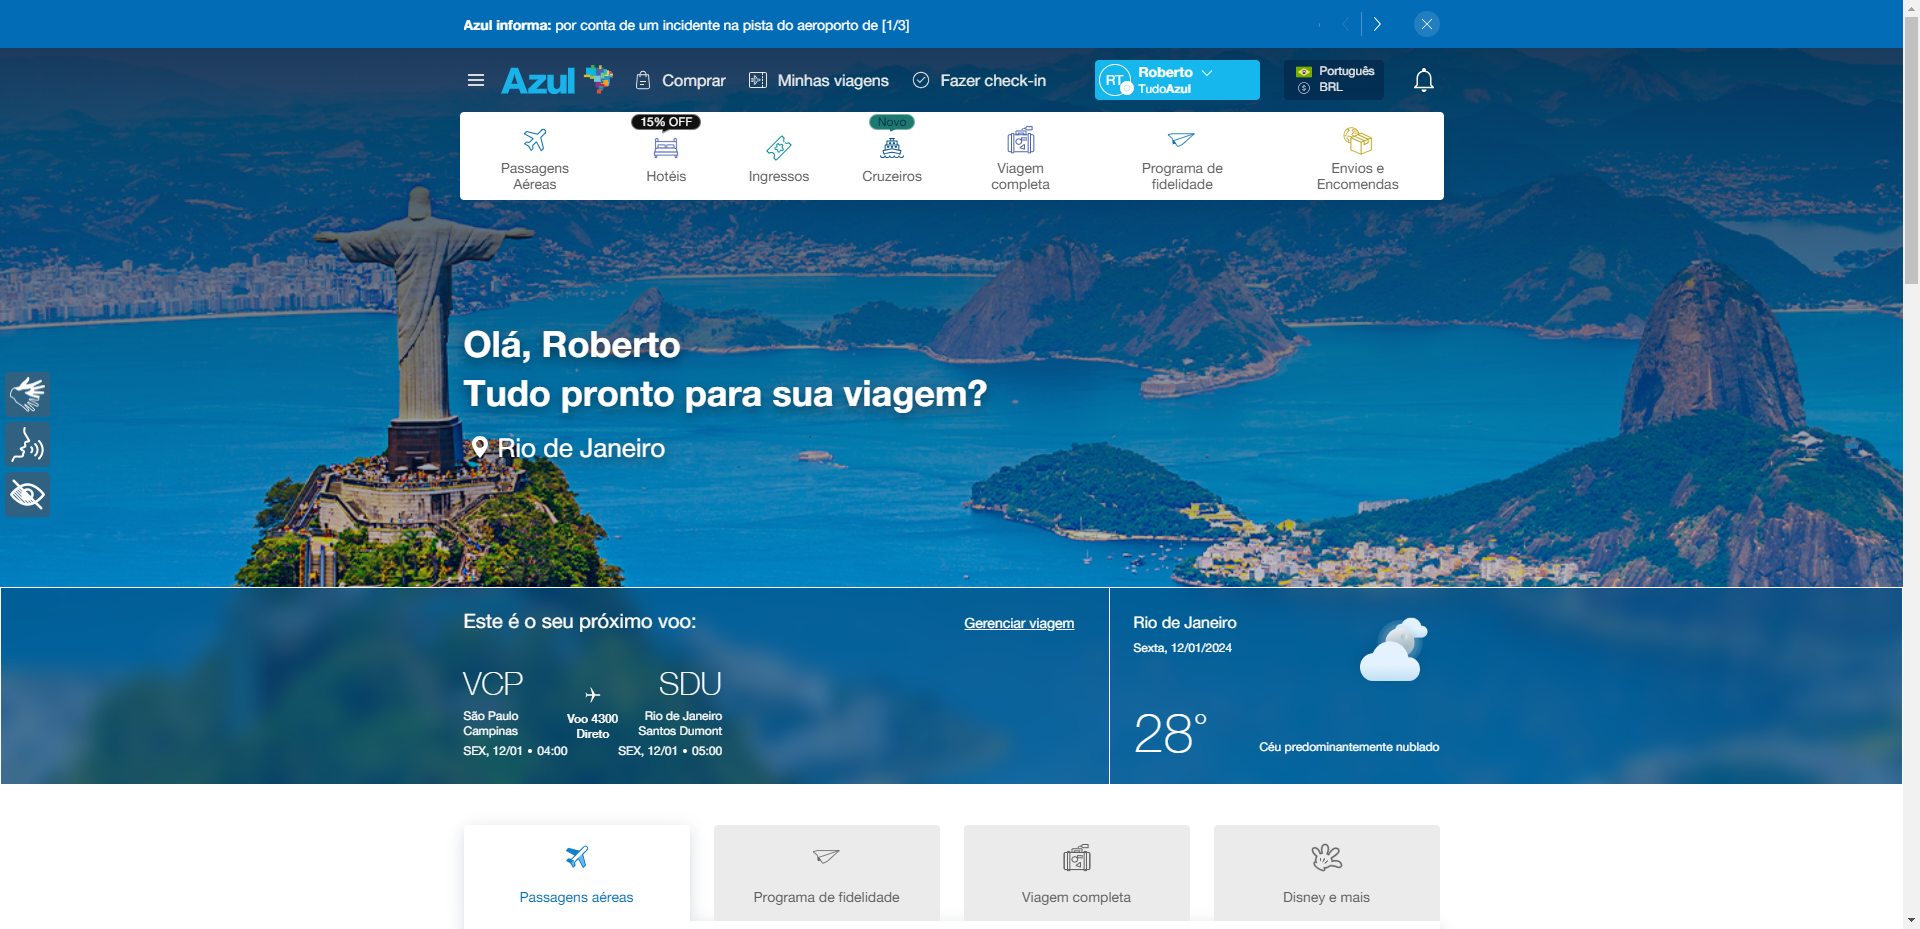 Azul informa: por conta de um incidente na pista do aeroporto de [1/3]
Azul
Comprar
Minhas viagens
Fazer check-in
RT
Roberto
TudoAzul
Português
BRL
Passagens
Aéreas
15% OFF
Hotéis
Ingressos
Novo
Cruzeiros
Viagem
completa
Programa de
fidelidade
Envios e
Encomendas
Olá, Roberto
Tudo pronto para sua viagem?
Rio de Janeiro
Este é o seu próximo voo:
Gerenciar viagem
VCP
São Paulo
Campinas
SEX, 12/01 • 04:00
Voo 4300
Direto
SDU
Rio de Janeiro
Santos Dumont
SEX, 12/01 • 05:00
Rio de Janeiro
Sexta, 12/01/2024
28°
Céu predominantemente nublado
Passagens aéreas
Programa de fidelidade
Viagem completa
Disney e mais